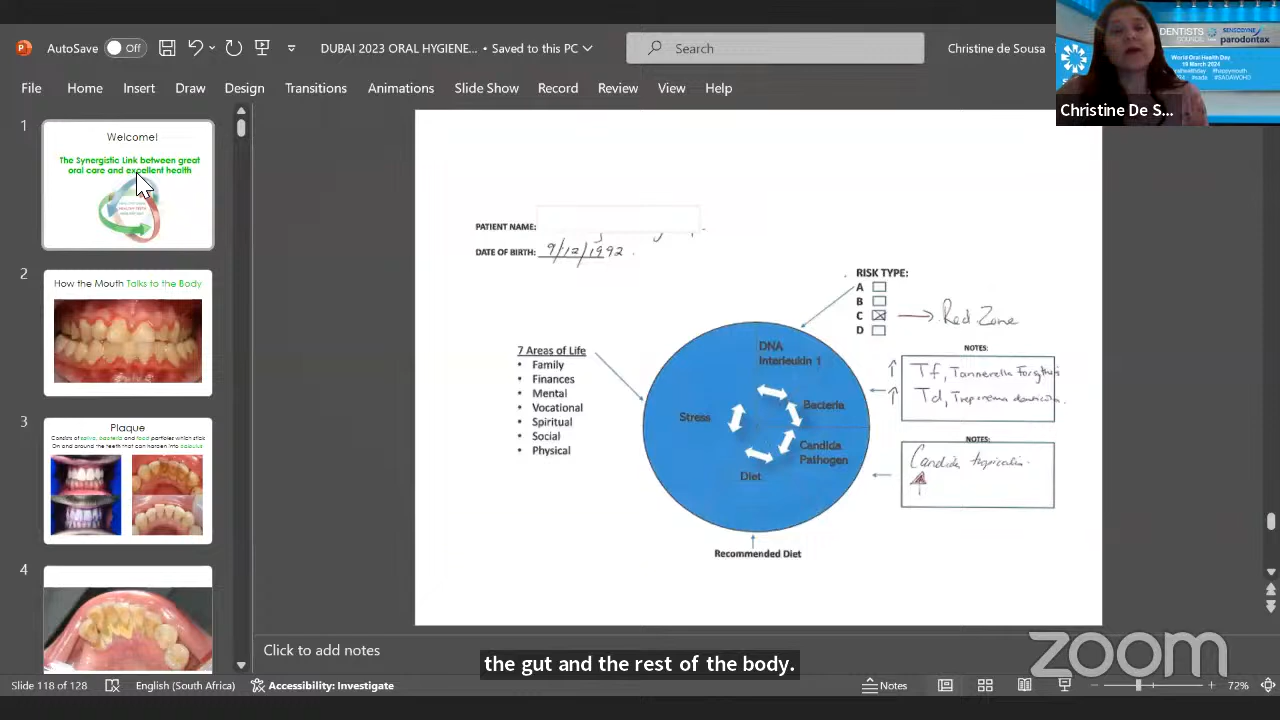 AutoSave Off
DUBAI 2023 ORAL HYGIENE... • Saved to this PC
Search
Christine de Sousa
File Home Insert Draw Design Transitions Animations Slide Show Record Review View Help
DENTISTS
SENSODYNE
parodontax
World Oral Health Day
19 March 2024
Christine De S...
1
Welcome!
The Synergistic Link between great
oral care and excellent health
2
How the Mouth Talks to the Body
3
Plaque
Consists of saliva, bacteria and food particles which stick
On and around the teeth that can harden into calculus
4
PATIENT NAME:
DATE OF BIRTH: 9/12/1992
RISK TYPE:
A
B
C → Red Zone
D
7 Areas of Life
• Family
• Finances
• Mental
• Vocational
• Spiritual
• Social
• Physical
DNA
Interleukin 1
Bacteria
Candida
Pathogen
Diet
Stress
NOTES:
↑ Tf, Tannerella Forsythia
↑ Td, Treponema denticola.
NOTES:
Candida tropicalis.
↑
Recommended Diet
Click to add notes
the gut and the rest of the body.
zoom
Slide 118 of 128 English (South Africa) Accessibility: Investigate Notes 72%